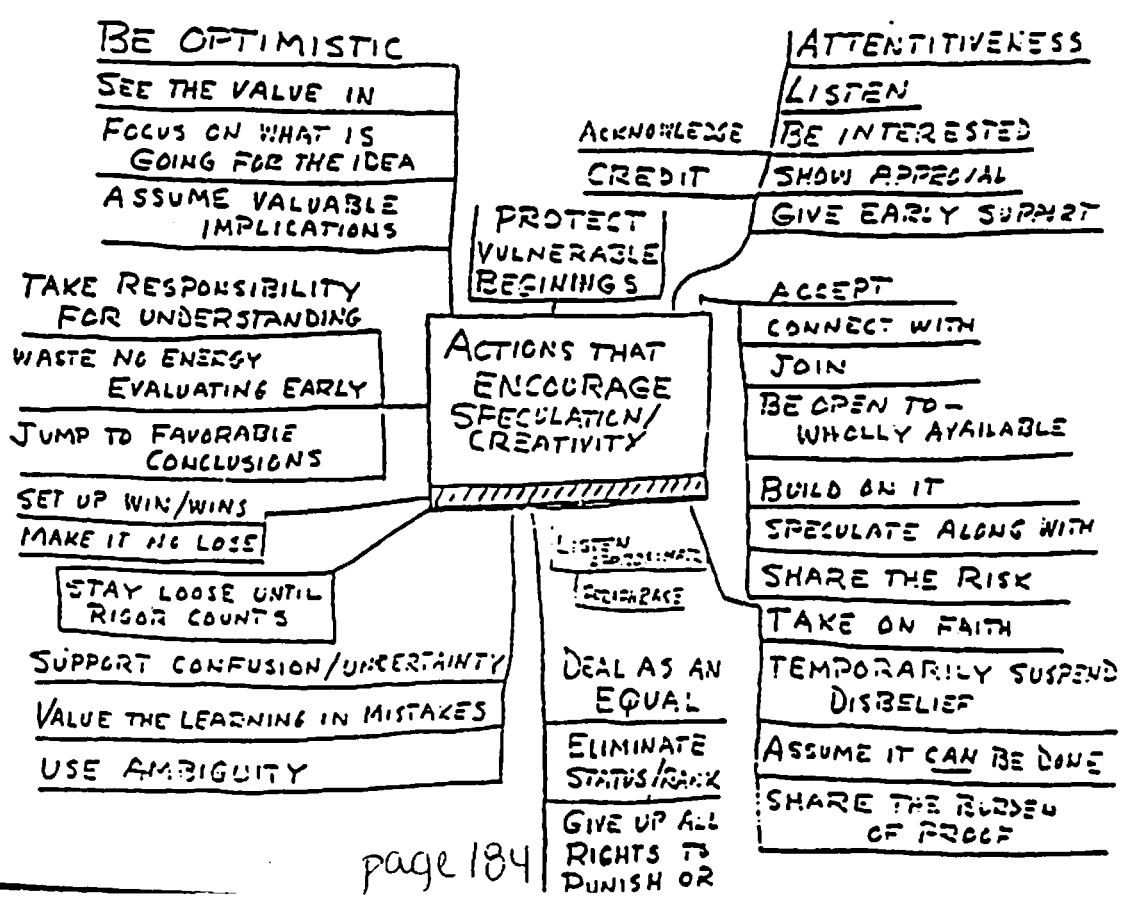 BE OPTIMISTIC
SEE THE VALUE IN
FOCUS ON WHAT IS
GOING FOR THE IDEA
ASSUME VALUABLE
IMPLICATIONS
TAKE RESPONSIBILITY
FOR UNDERSTANDING
WASTE NO ENERGY
EVALUATING EARLY
JUMP TO FAVORABLE
CONCLUSIONS
SET UP WIN/WINS
MAKE IT NO LOSE
STAY LOOSE UNTIL
RIGOR COUNTS
SUPPORT CONFUSION/UNCERTAINTY
VALUE THE LEARNING IN MISTAKES
USE AMBIGUITY
PROTECT
VULNERABLE
BEGININGS
ACTIONS THAT
ENCOURAGE
SPECULATION/
CREATIVITY
LISTEN
DEAL AS AN
EQUAL
ELIMINATE
STATUS/RANK
GIVE UP ALL
RIGHTS TO
PUNISH OR
page 184
ATTENTITIVENESS
LISTEN
ACKNOWLEDGE
BE INTERESTED
CREDIT
SHOW
GIVE EARLY SUPPORT
ACCEPT
CONNECT WITH
JOIN
BE OPEN TO -
WHOLLY AVAILABLE
BUILD ON IT
SPECULATE ALONG WITH
SHARE THE RISK
TAKE ON FAITH
TEMPORARILY SUSPEND
DISBELIEF
ASSUME IT CAN BE DONE
SHARE THE BURDEN
OF PROOF